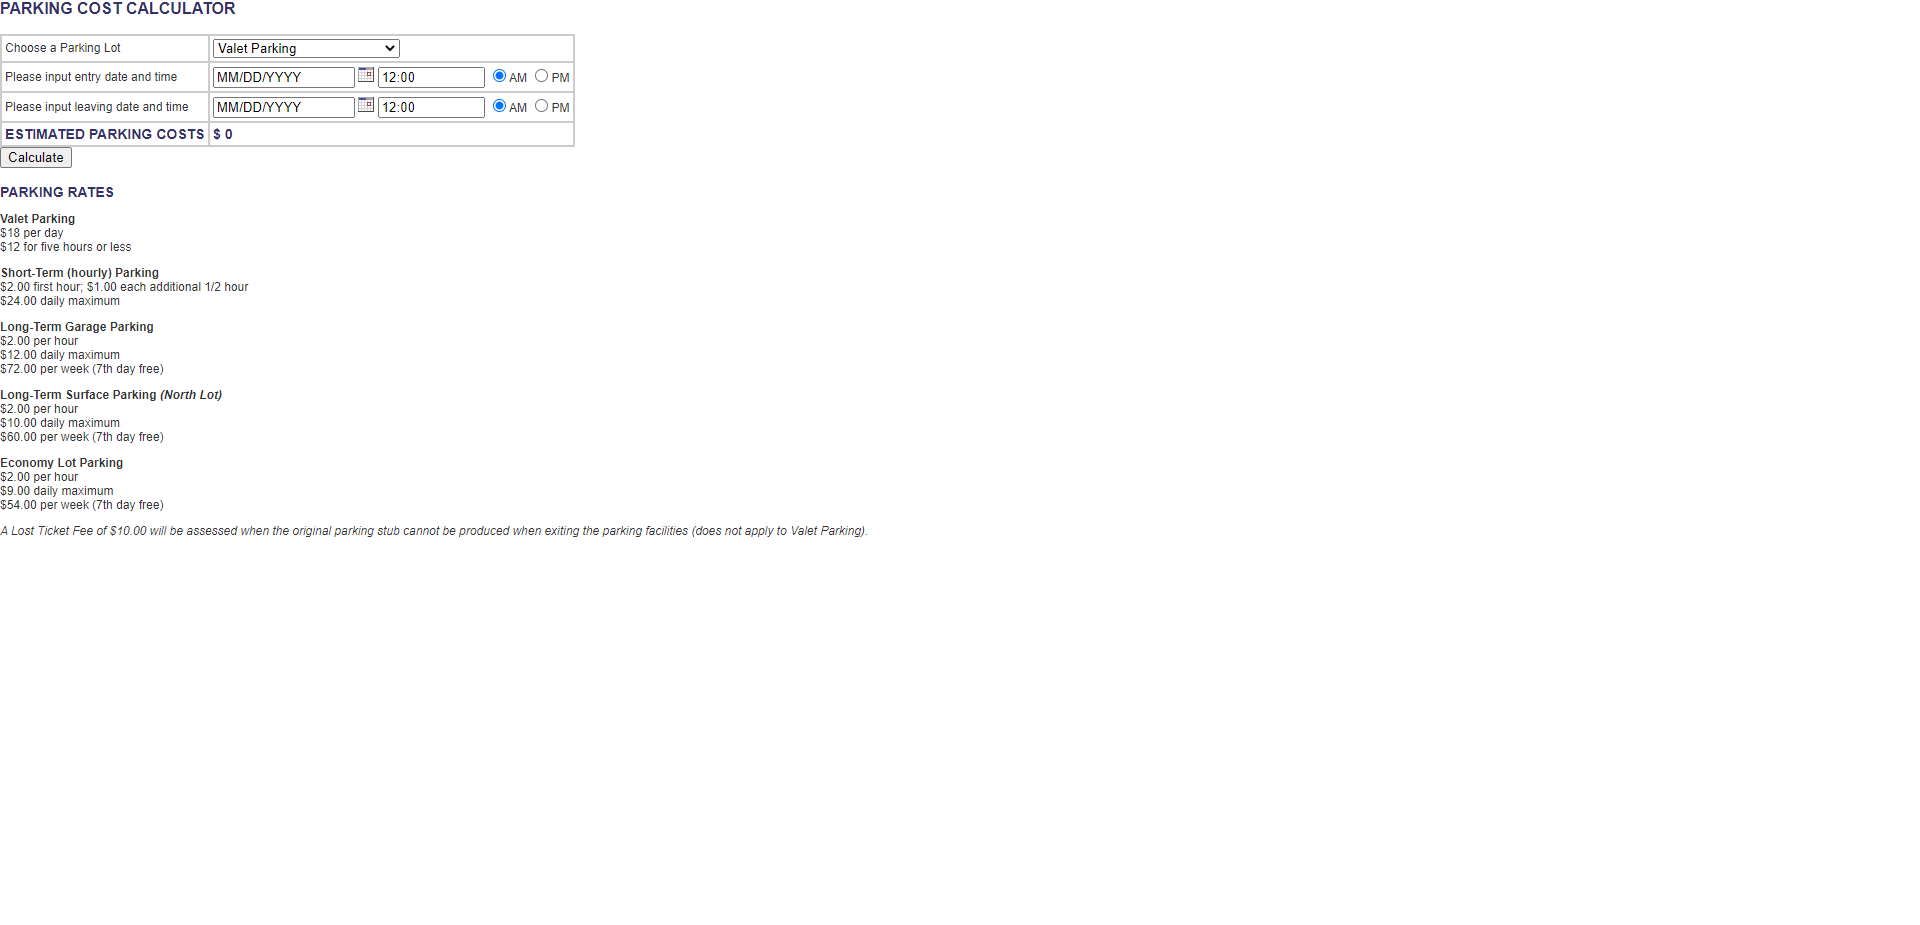 PARKING COST CALCULATOR
Choose a Parking Lot Valet Parking
Please input entry date and time MM/DD/YYYY 12:00 AM PM
Please input leaving date and time MM/DD/YYYY 12:00 AM PM
ESTIMATED PARKING COSTS $ 0
Calculate
PARKING RATES
Valet Parking
$18 per day
$12 for five hours or less
Short-Term (hourly) Parking
$2.00 first hour; $1.00 each additional 1/2 hour
$24.00 daily maximum
Long-Term Garage Parking
$2.00 per hour
$12.00 daily maximum
$72.00 per week (7th day free)
Long-Term Surface Parking (North Lot)
$2.00 per hour
$10.00 daily maximum
$60.00 per week (7th day free)
Economy Lot Parking
$2.00 per hour
$9.00 daily maximum
$54.00 per week (7th day free)
A Lost Ticket Fee of $10.00 will be assessed when the original parking stub cannot be produced when exiting the parking facilities (does not apply to Valet Parking).